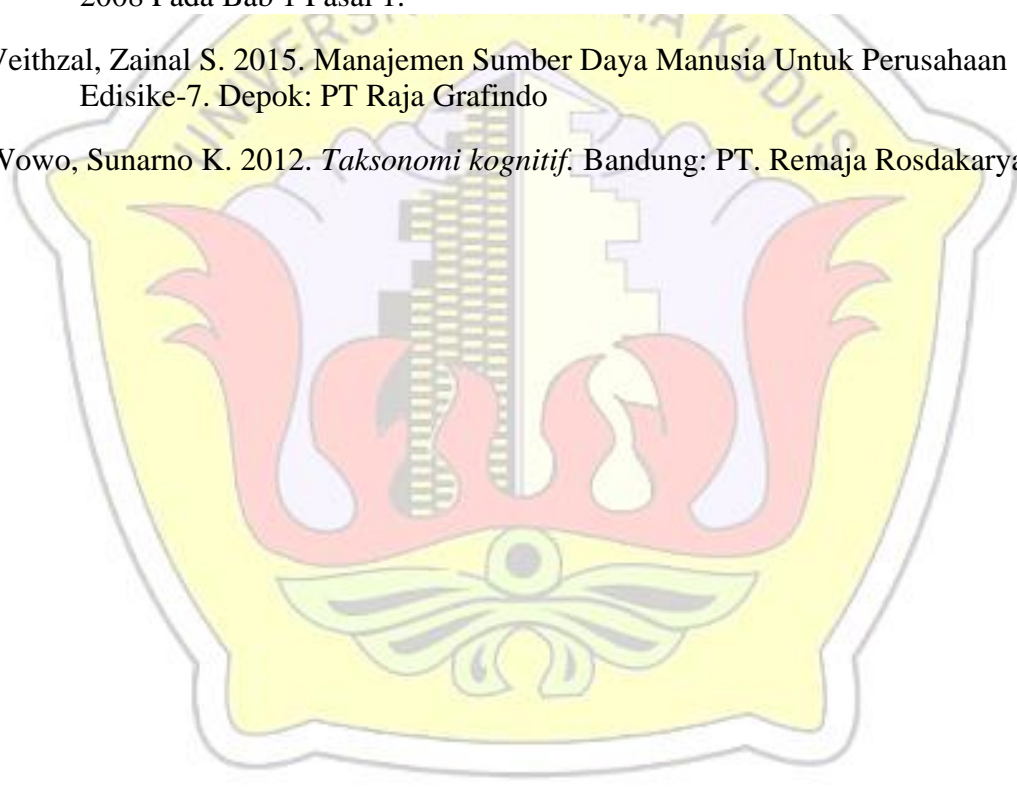 2008 Pada Bab 1 Pasal 1.
Veithzal, Zainal S. 2015. Manajemen Sumber Daya Manusia Untuk Perusahaan
Edisike-7. Depok: PT Raja Grafindo
Wowo, Sunarno K. 2012. Taksonomi kognitif. Bandung: PT. Remaja Rosdakarya
KUDUS